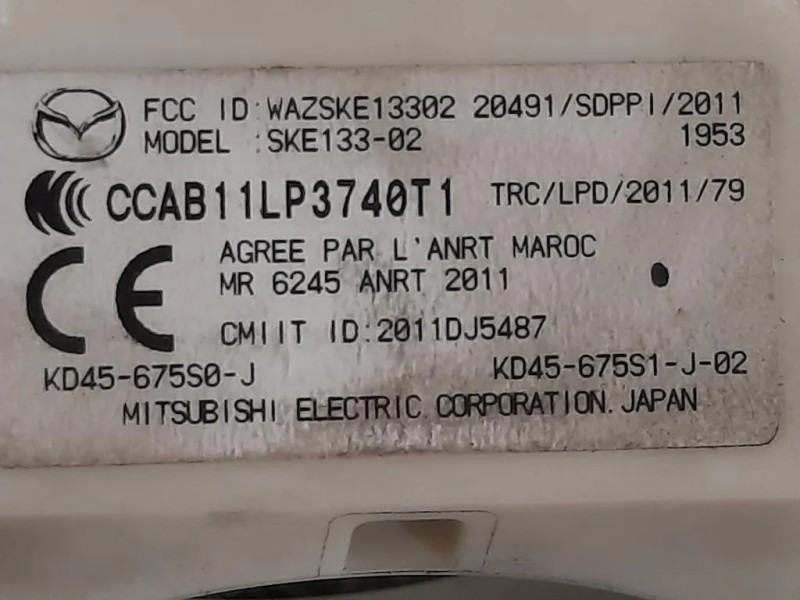 FCC ID:WAZSKE13302 20491/SDPPI/2011
MODEL :SKE133-02 1953
CCAB11LP3740T1 TRC/LPD/2011/79
CE
AGREE PAR L'ANRT MAROC
MR 6245 ANRT 2011
CMIIT ID:2011DJ5487
KD45-675S0-J KD45-675S1-J-02
MITSUBISHI ELECTRIC CORPORATION. JAPAN